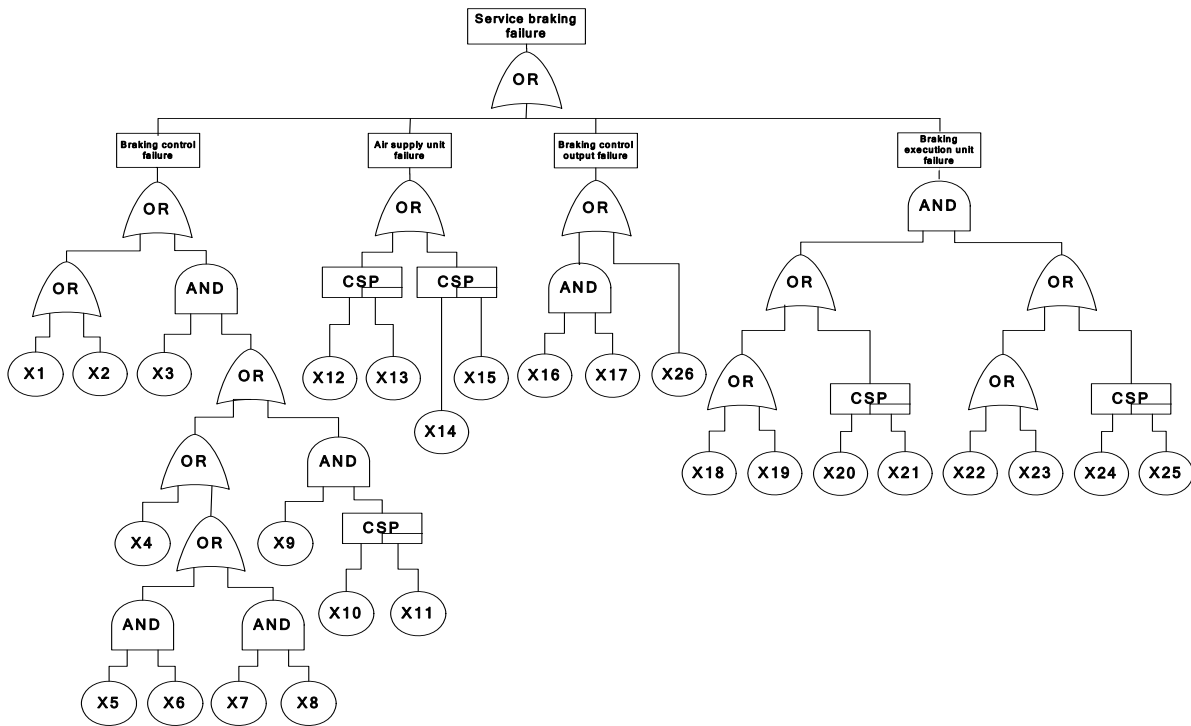 Service braking
failure
OR
Braking control
failure
Air supply unit
failure
Braking control
output failure
Braking
execution unit
failure
OR
OR
OR
AND
OR
AND
CSP
CSP
AND
OR
OR
X1
X2
X3
OR
X12
X13
X15
X16
X17
X26
OR
CSP
OR
CSP
X14
OR
AND
X18
X19
X20
X21
X22
X23
X24
X25
X4
OR
X9
CSP
X10
X11
AND
AND
X5
X6
X7
X8